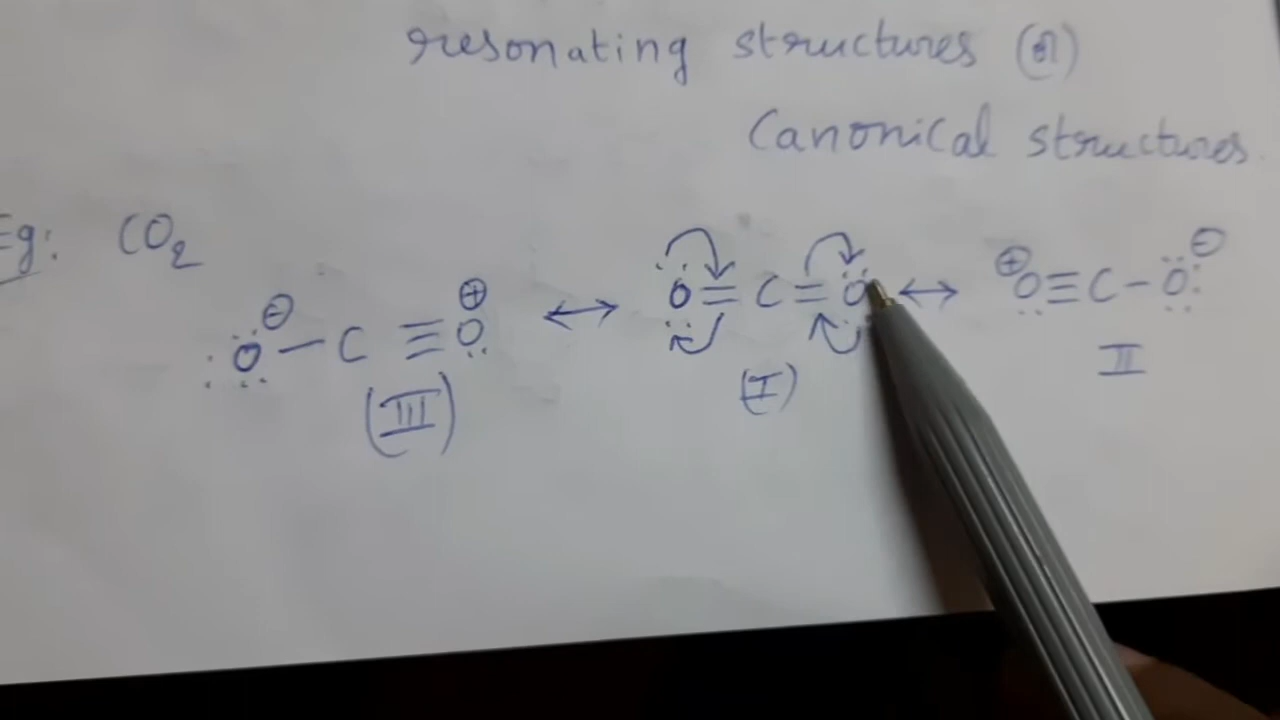 resonating structures (or)
Canonical structures.
Eg: CO₂
⊖ ⊕ ⊕ ⊖
O – C ≡ O ↔ O = C = O ↔ O ≡ C – O
(III) (I) II